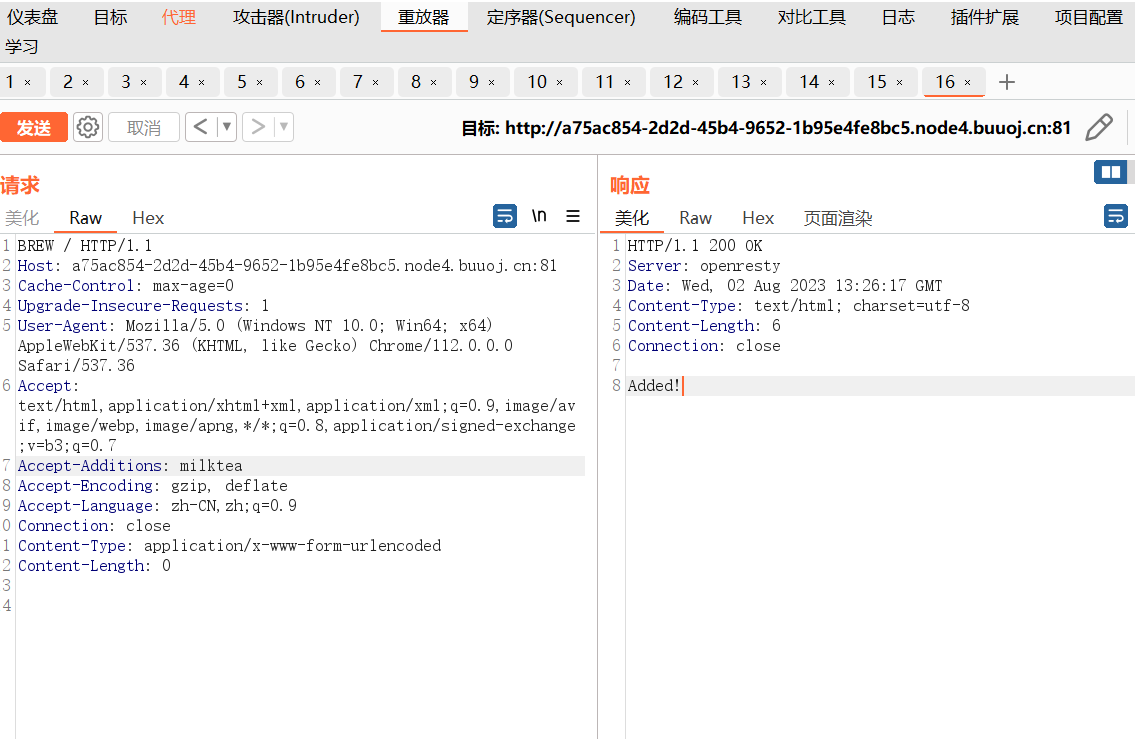 仪表盘 目标 代理 攻击器(Intruder) 重放器 定序器(Sequencer) 编码工具 对比工具 日志 插件扩展 项目配置
学习
1 × 2 × 3 × 4 × 5 × 6 × 7 × 8 × 9 × 10 × 11 × 12 × 13 × 14 × 15 × 16 × +
发送 取消 < > 目标: http://a75ac854-2d2d-45b4-9652-1b95e4fe8bc5.node4.buuoj.cn:81
请求
美化 Raw Hex \n
1 BREW / HTTP/1.1
2 Host: a75ac854-2d2d-45b4-9652-1b95e4fe8bc5.node4.buuoj.cn:81
3 Cache-Control: max-age=0
4 Upgrade-Insecure-Requests: 1
5 User-Agent: Mozilla/5.0 (Windows NT 10.0; Win64; x64)
AppleWebKit/537.36 (KHTML, like Gecko) Chrome/112.0.0.0
Safari/537.36
6 Accept:
text/html,application/xhtml+xml,application/xml;q=0.9,image/av
if,image/webp,image/apng,*/*;q=0.8,application/signed-exchange
;v=b3;q=0.7
7 Accept-Additions: milktea
8 Accept-Encoding: gzip, deflate
9 Accept-Language: zh-CN,zh;q=0.9
0 Connection: close
1 Content-Type: application/x-www-form-urlencoded
2 Content-Length: 0
3
4
响应
美化 Raw Hex 页面渲染
1 HTTP/1.1 200 OK
2 Server: openresty
3 Date: Wed, 02 Aug 2023 13:26:17 GMT
4 Content-Type: text/html; charset=utf-8
5 Content-Length: 6
6 Connection: close
7
8 Added!